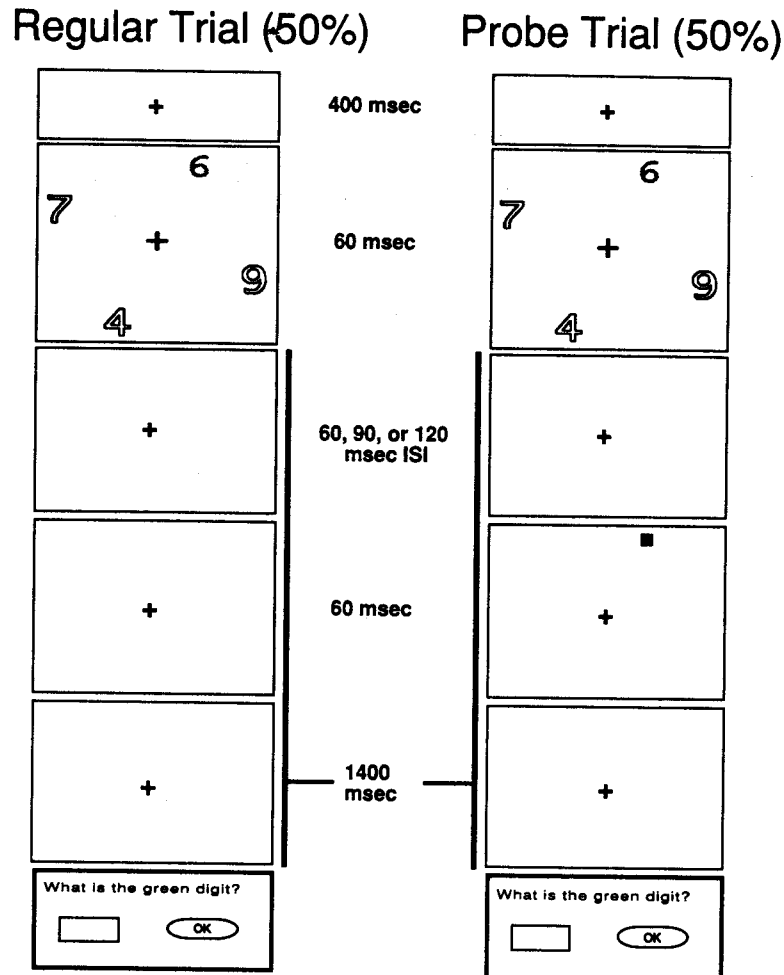 Regular Trial (50%)
Probe Trial (50%)
+
400 msec
+
6
7
+
9
4
60 msec
6
7
+
9
4
+
60, 90, or 120
msec ISI
+
+
60 msec
+
+
1400
msec
+
What is the green digit?
OK
What is the green digit?
OK